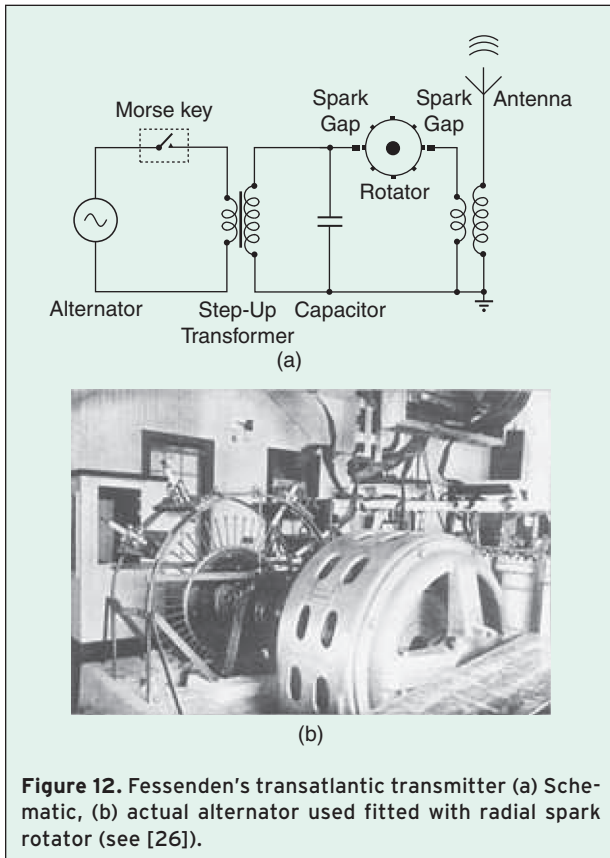 Morse key
Spark Gap
Spark Gap
Antenna
Rotator
Alternator
Step-Up
Transformer
Capacitor
(a)
(b)
Figure 12. Fessenden's transatlantic transmitter (a) Sche-
matic, (b) actual alternator used fitted with radial spark
rotator (see [26]).